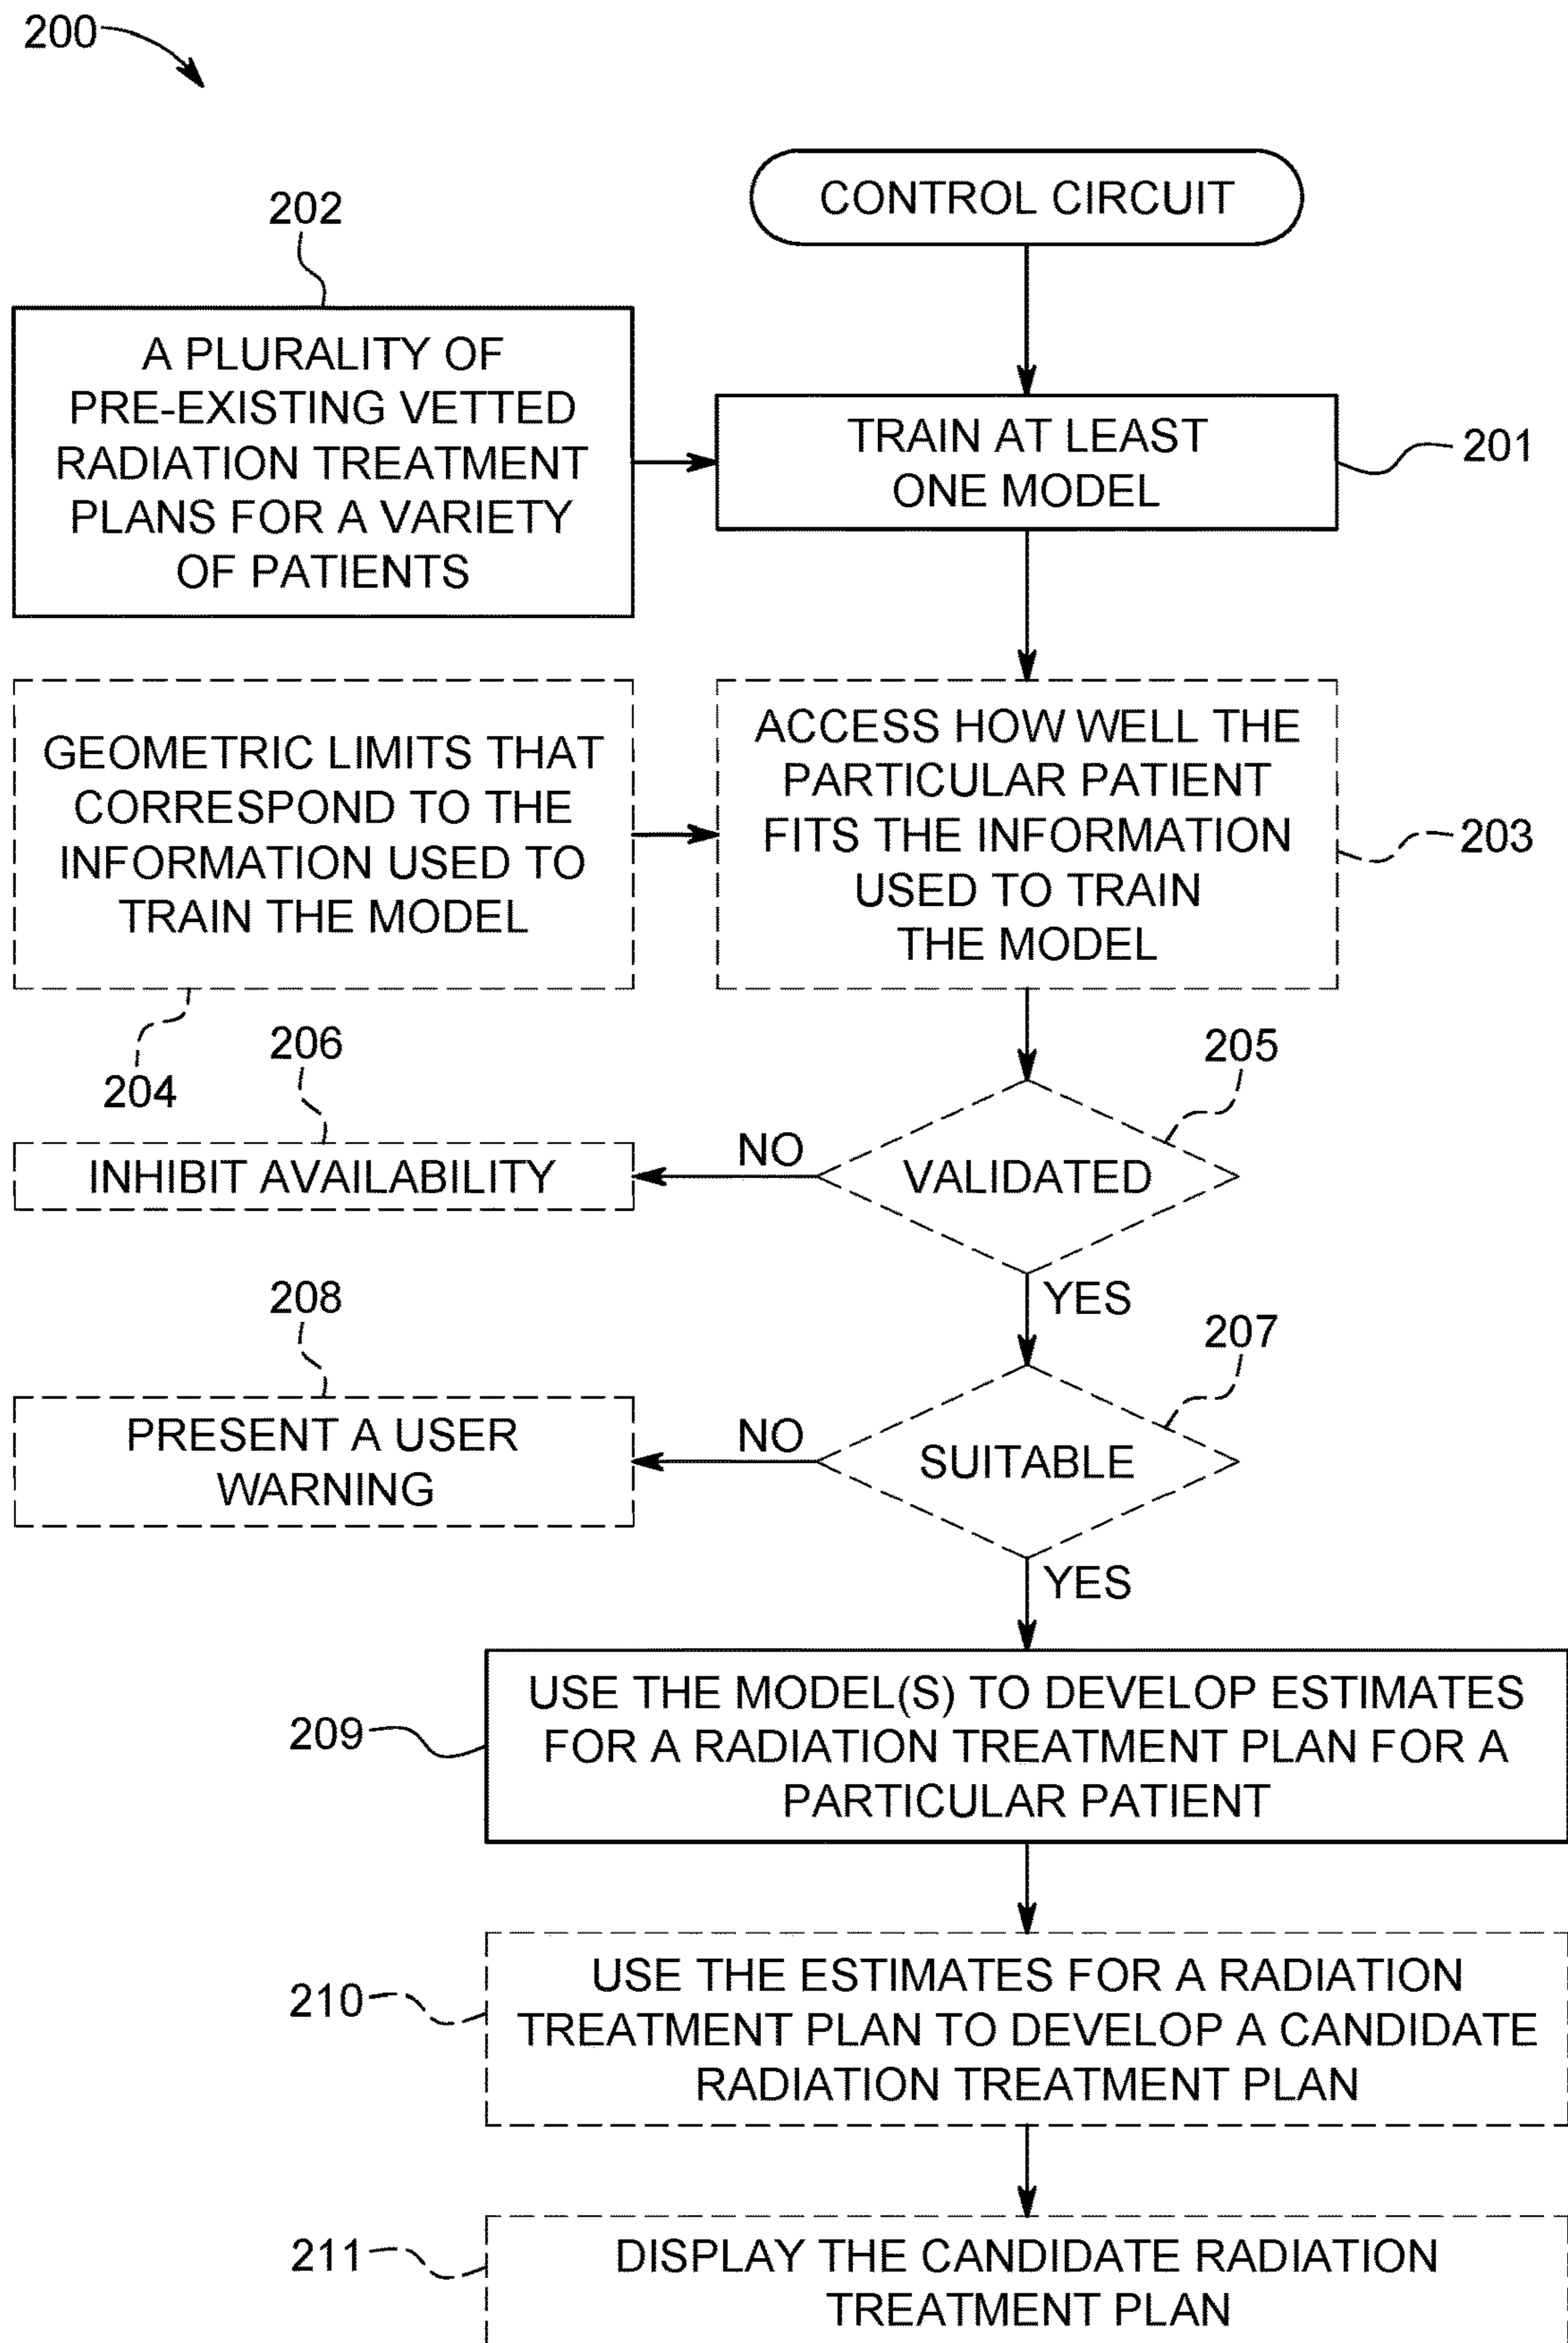 200
CONTROL CIRCUIT
202
A PLURALITY OF
PRE-EXISTING VETTED
RADIATION TREATMENT
PLANS FOR A VARIETY
OF PATIENTS
TRAIN AT LEAST
ONE MODEL
201
GEOMETRIC LIMITS THAT
CORRESPOND TO THE
INFORMATION USED TO
TRAIN THE MODEL
204
ACCESS HOW WELL THE
PARTICULAR PATIENT
FITS THE INFORMATION
USED TO TRAIN
THE MODEL
203
206
INHIBIT AVAILABILITY
NO
VALIDATED
205
YES
208
PRESENT A USER
WARNING
NO
SUITABLE
207
YES
209
USE THE MODEL(S) TO DEVELOP ESTIMATES
FOR A RADIATION TREATMENT PLAN FOR A
PARTICULAR PATIENT
210
USE THE ESTIMATES FOR A RADIATION
TREATMENT PLAN TO DEVELOP A CANDIDATE
RADIATION TREATMENT PLAN
211
DISPLAY THE CANDIDATE RADIATION
TREATMENT PLAN